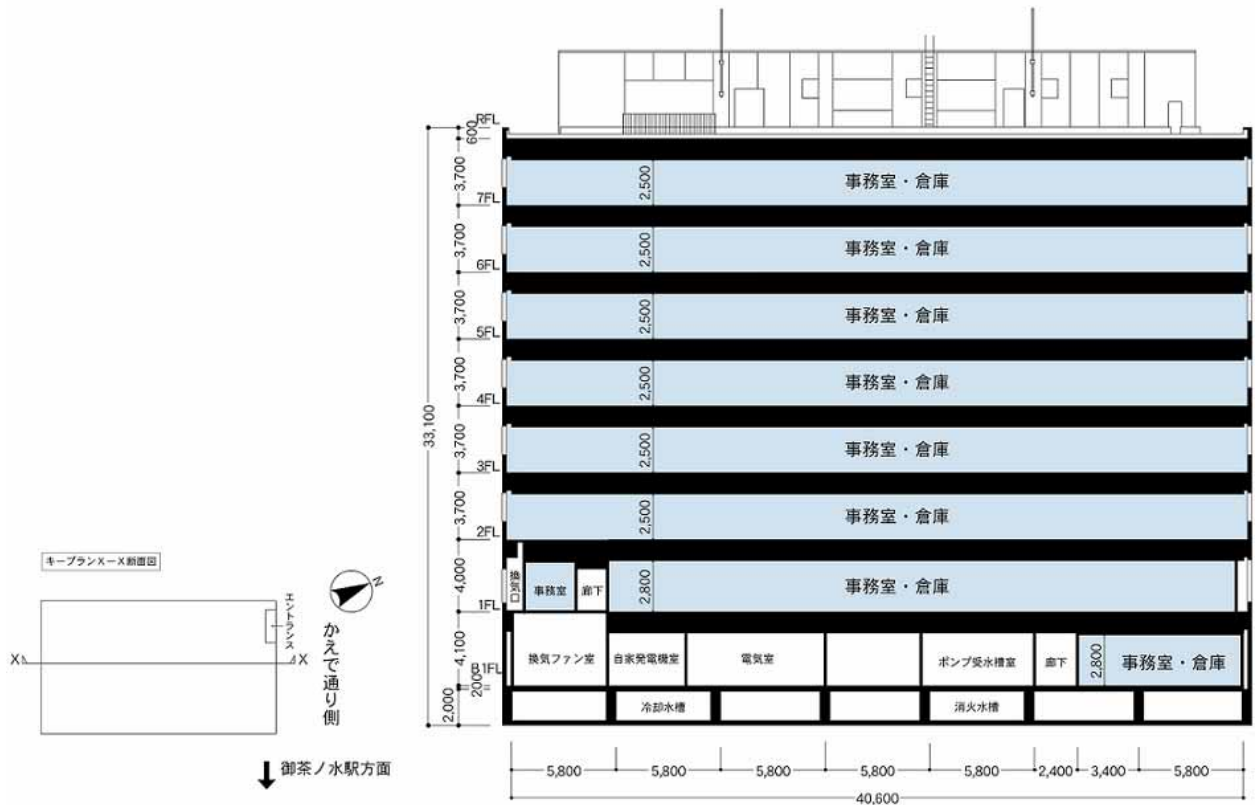 RFL
600
3,700
2,500
事務室・倉庫
7FL
3,700
2,500
事務室・倉庫
6FL
3,700
2,500
事務室・倉庫
5FL
3,700
2,500
事務室・倉庫
4FL
3,700
2,500
事務室・倉庫
3FL
3,700
2,500
事務室・倉庫
2FL
33,100
4,000
換気口
事務室
廊下
2,800
事務室・倉庫
1FL
4,100
換気ファン室
自家発電機室
電気室
ポンプ受水槽室
廊下
2,800
事務室・倉庫
B1FL
200
2,000
冷却水槽
消火水槽
5,800
5,800
5,800
5,800
5,800
2,400
3,400
5,800
40,600
キープランX－X断面図
N
エントランス
X
X
かえで通り側
御茶ノ水駅方面